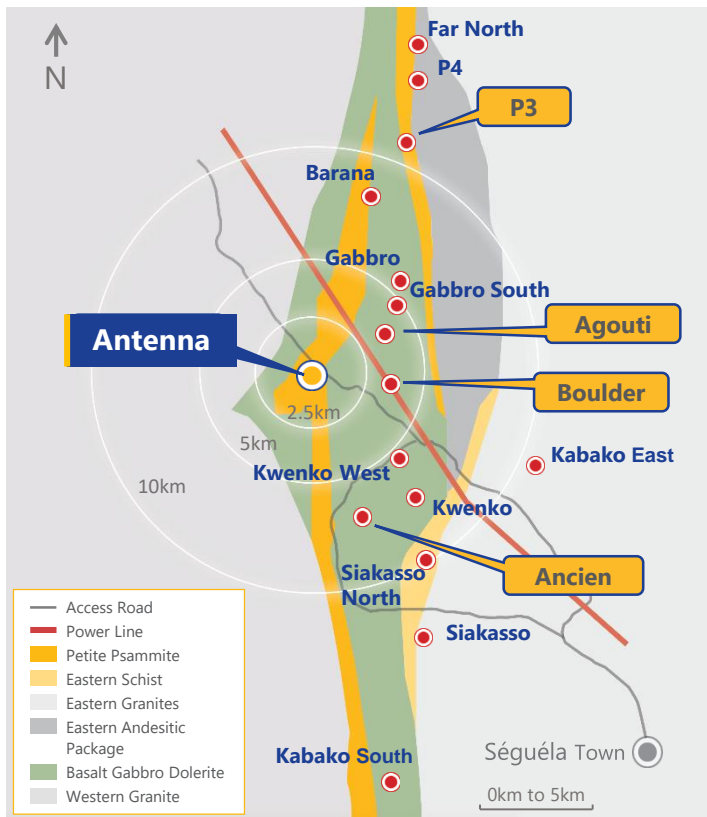 Far North
N
P4
P3
Barana
Gabbro
Gabbro South
Agouti
Antenna
Boulder
2.5km
5km
Kabako East
Kwenko West
10km
Kwenko
Siakasso
North
Ancien
Access Road
Power Line
Siakasso
Petite Psammite
Eastern Schist
Eastern Granites
Eastern Andesitic
Package
Basalt Gabbro Dolerite
Western Granite
Kabako South
Séguéla Town
0km to 5km